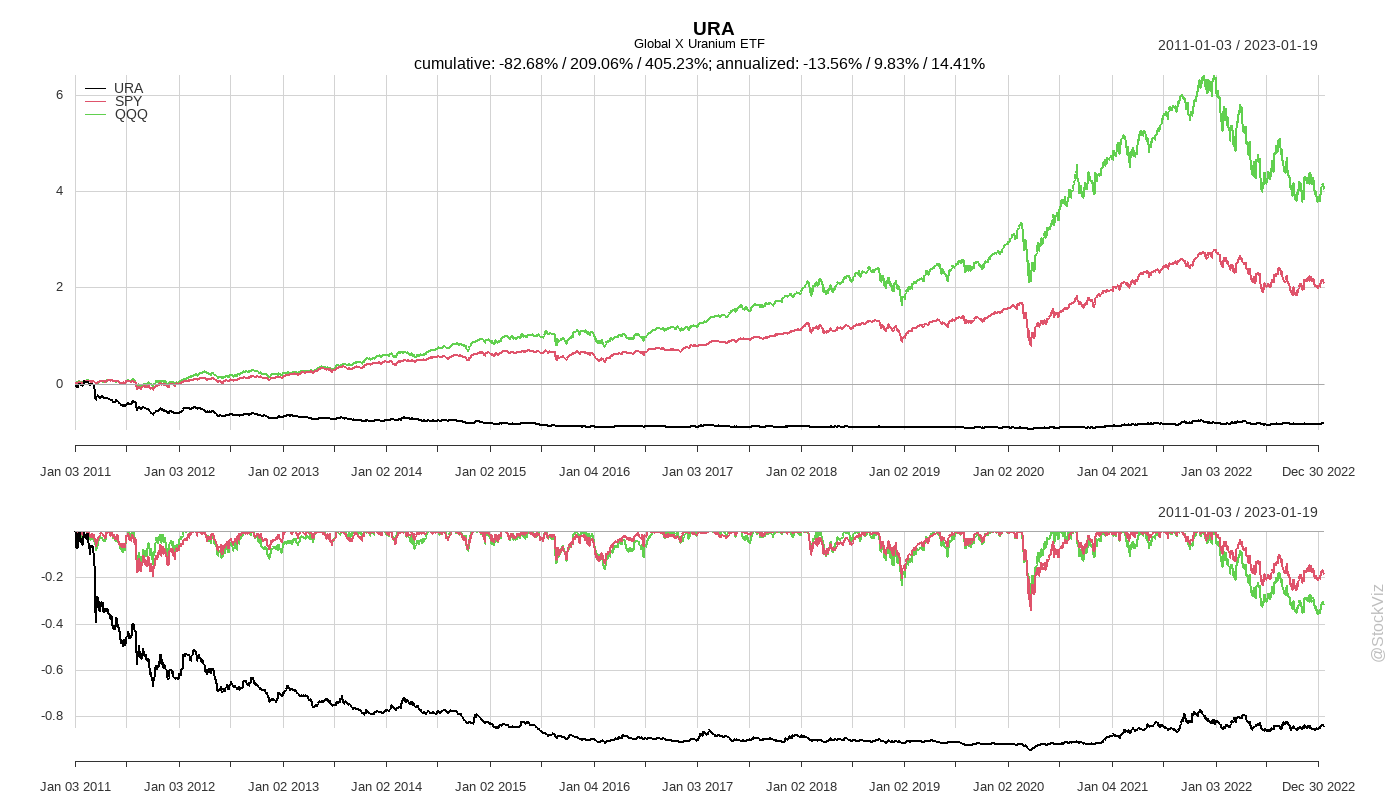 URA
Global X Uranium ETF
2011-01-03 / 2023-01-19
cumulative: -82.68% / 209.06% / 405.23%; annualized: -13.56% / 9.83% / 14.41%
URA
SPY
QQQ
6
4
2
0
Jan 03 2011 Jan 03 2012 Jan 02 2013 Jan 02 2014 Jan 02 2015 Jan 04 2016 Jan 03 2017 Jan 02 2018 Jan 02 2019 Jan 02 2020 Jan 04 2021 Jan 03 2022 Dec 30 2022
2011-01-03 / 2023-01-19
-0.2
-0.4
-0.6
-0.8
Jan 03 2011 Jan 03 2012 Jan 02 2013 Jan 02 2014 Jan 02 2015 Jan 04 2016 Jan 03 2017 Jan 02 2018 Jan 02 2019 Jan 02 2020 Jan 04 2021 Jan 03 2022 Dec 30 2022
@StockViz